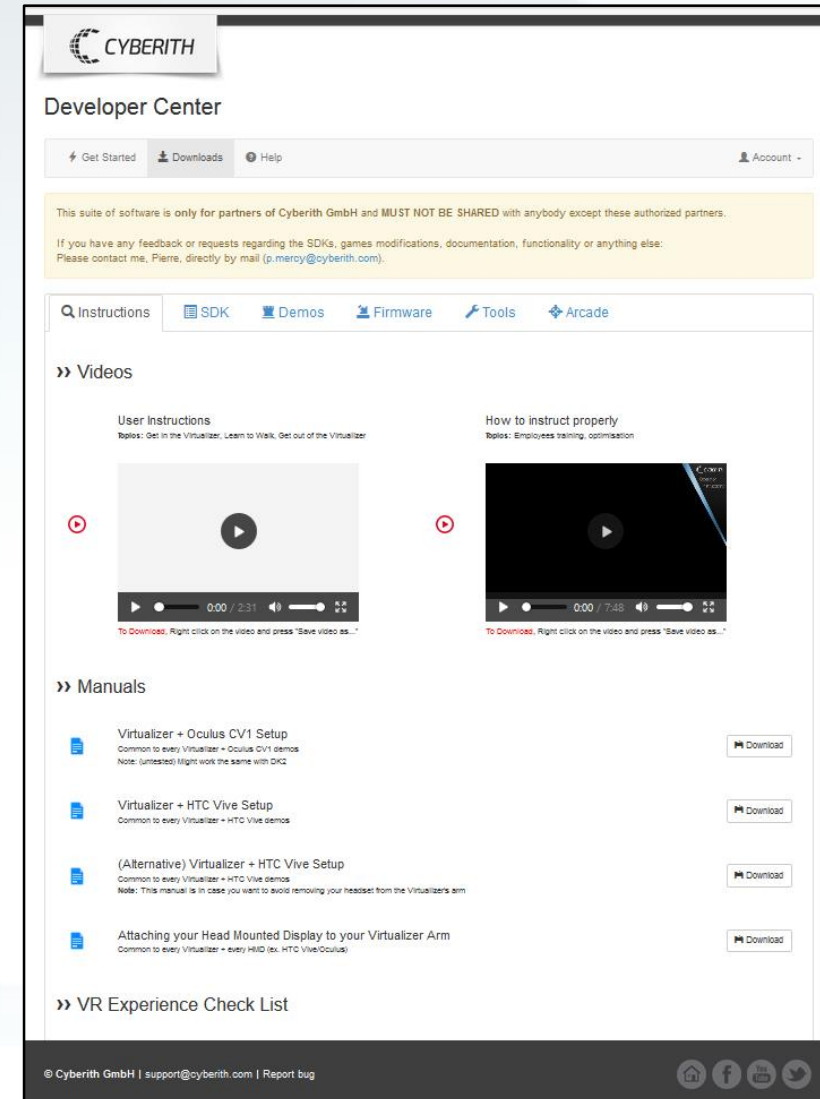 CYBERITH
Developer Center
Get Started Downloads Help Account
This suite of software is only for partners of Cyberith GmbH and MUST NOT BE SHARED with anybody except these authorized partners.
If you have any feedback or requests regarding the SDKs, games modifications, documentation, functionality or anything else:
Please contact me, Pierre, directly by mail (p.mercy@cyberith.com).
Instructions SDK Demos Firmware Tools Arcade
›› Videos
User Instructions How to instruct properly
Topics: Get in the Virtualizer, Learn to Walk, Get out of the Virtualizer Topics: Employees training, optimisation
0:00 / 2:31 0:00 / 7:48
To Download, Right click on the video and press "Save video as..." To Download, Right click on the video and press "Save video as..."
›› Manuals
Virtualizer + Oculus CV1 Setup
Common to every Virtualizer + Oculus CV1 demos
Note: (untested) Might work the same with DK2
Download
Virtualizer + HTC Vive Setup
Common to every Virtualizer + HTC Vive demos
Download
(Alternative) Virtualizer + HTC Vive Setup
Common to every Virtualizer + HTC Vive demos
Note: This manual is in case you want to avoid removing your headset from the Virtualizer's arm
Download
Attaching your Head Mounted Display to your Virtualizer Arm
Common to every Virtualizer + every HMD (ex. HTC Vive/Oculus)
Download
›› VR Experience Check List
© Cyberith GmbH | support@cyberith.com | Report bug
You Tube